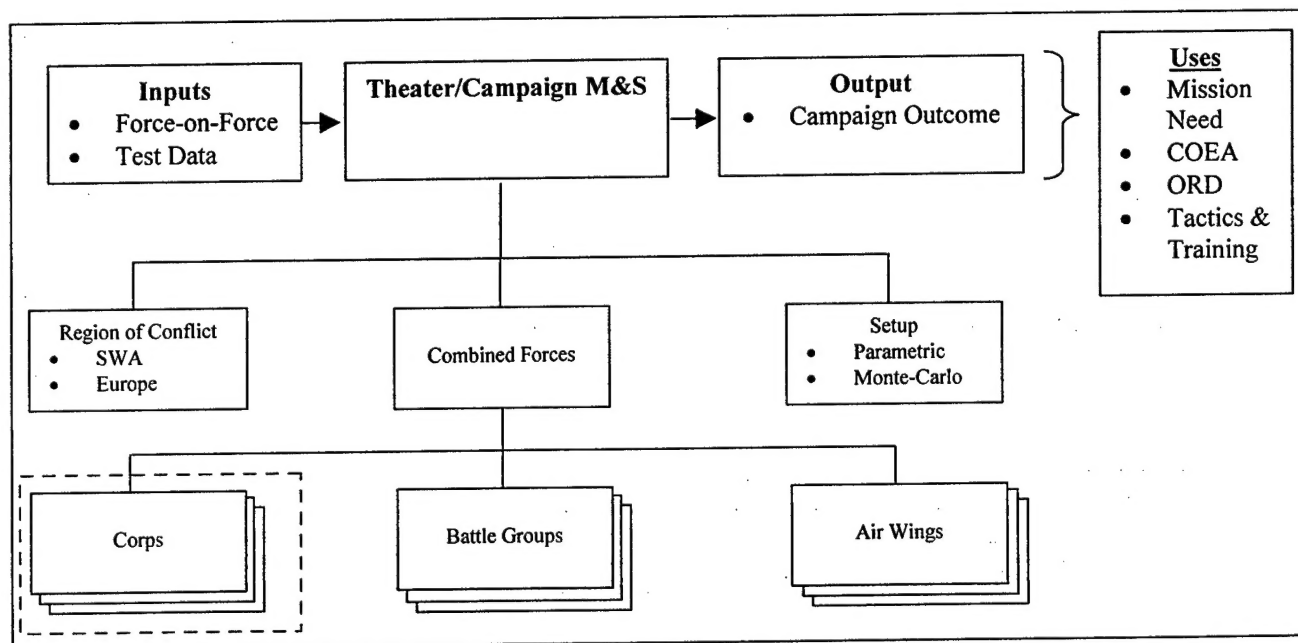 Inputs
• Force-on-Force
• Test Data
Theater/Campaign M&S
Output
• Campaign Outcome
Uses
• Mission
Need
• COEA
• ORD
• Tactics &
Training
Region of Conflict
• SWA
• Europe
Combined Forces
Setup
• Parametric
• Monte-Carlo
Corps
Battle Groups
Air Wings